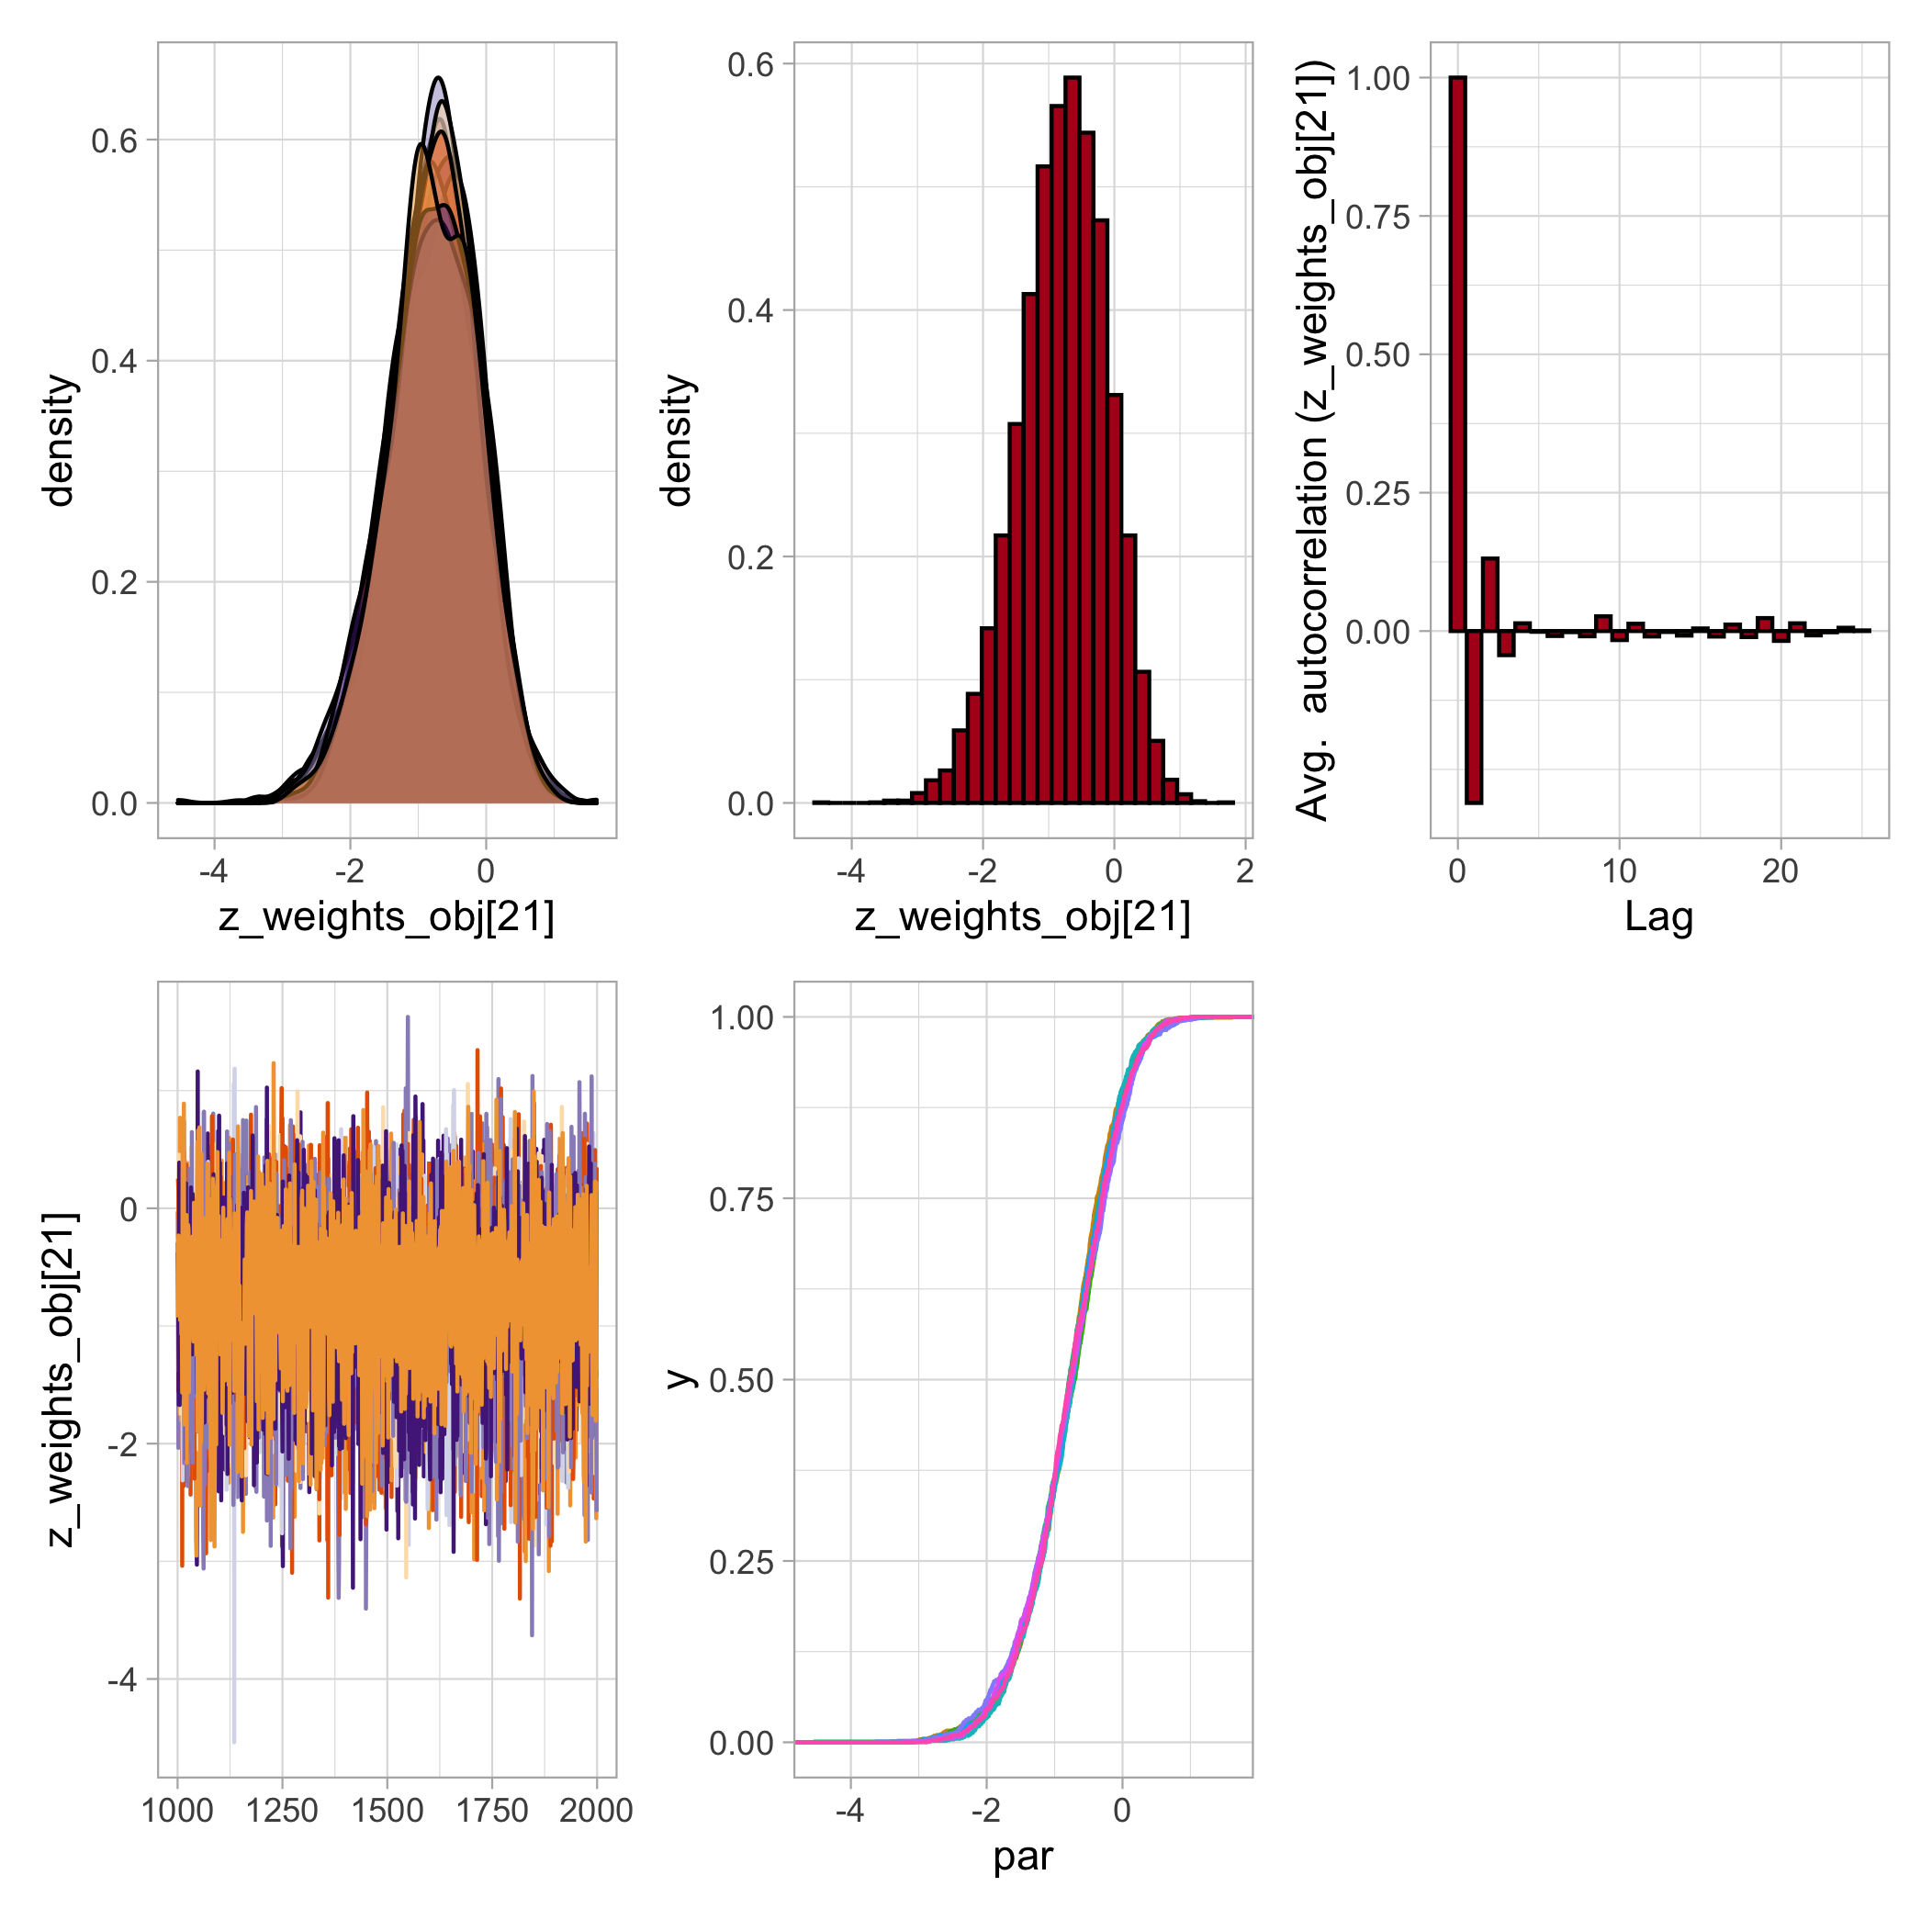 density
0.6
0.4
0.2
0.0
-4 -2 0
z_weights_obj[21]
density
0.6
0.4
0.2
0.0
-4 -2 0 2
z_weights_obj[21]
Avg. autocorrelation (z_weights_obj[21])
1.00
0.75
0.50
0.25
0.00
0 10 20
Lag
z_weights_obj[21]
0
-2
-4
1000 1250 1500 1750 2000
y
1.00
0.75
0.50
0.25
0.00
-4 -2 0
par